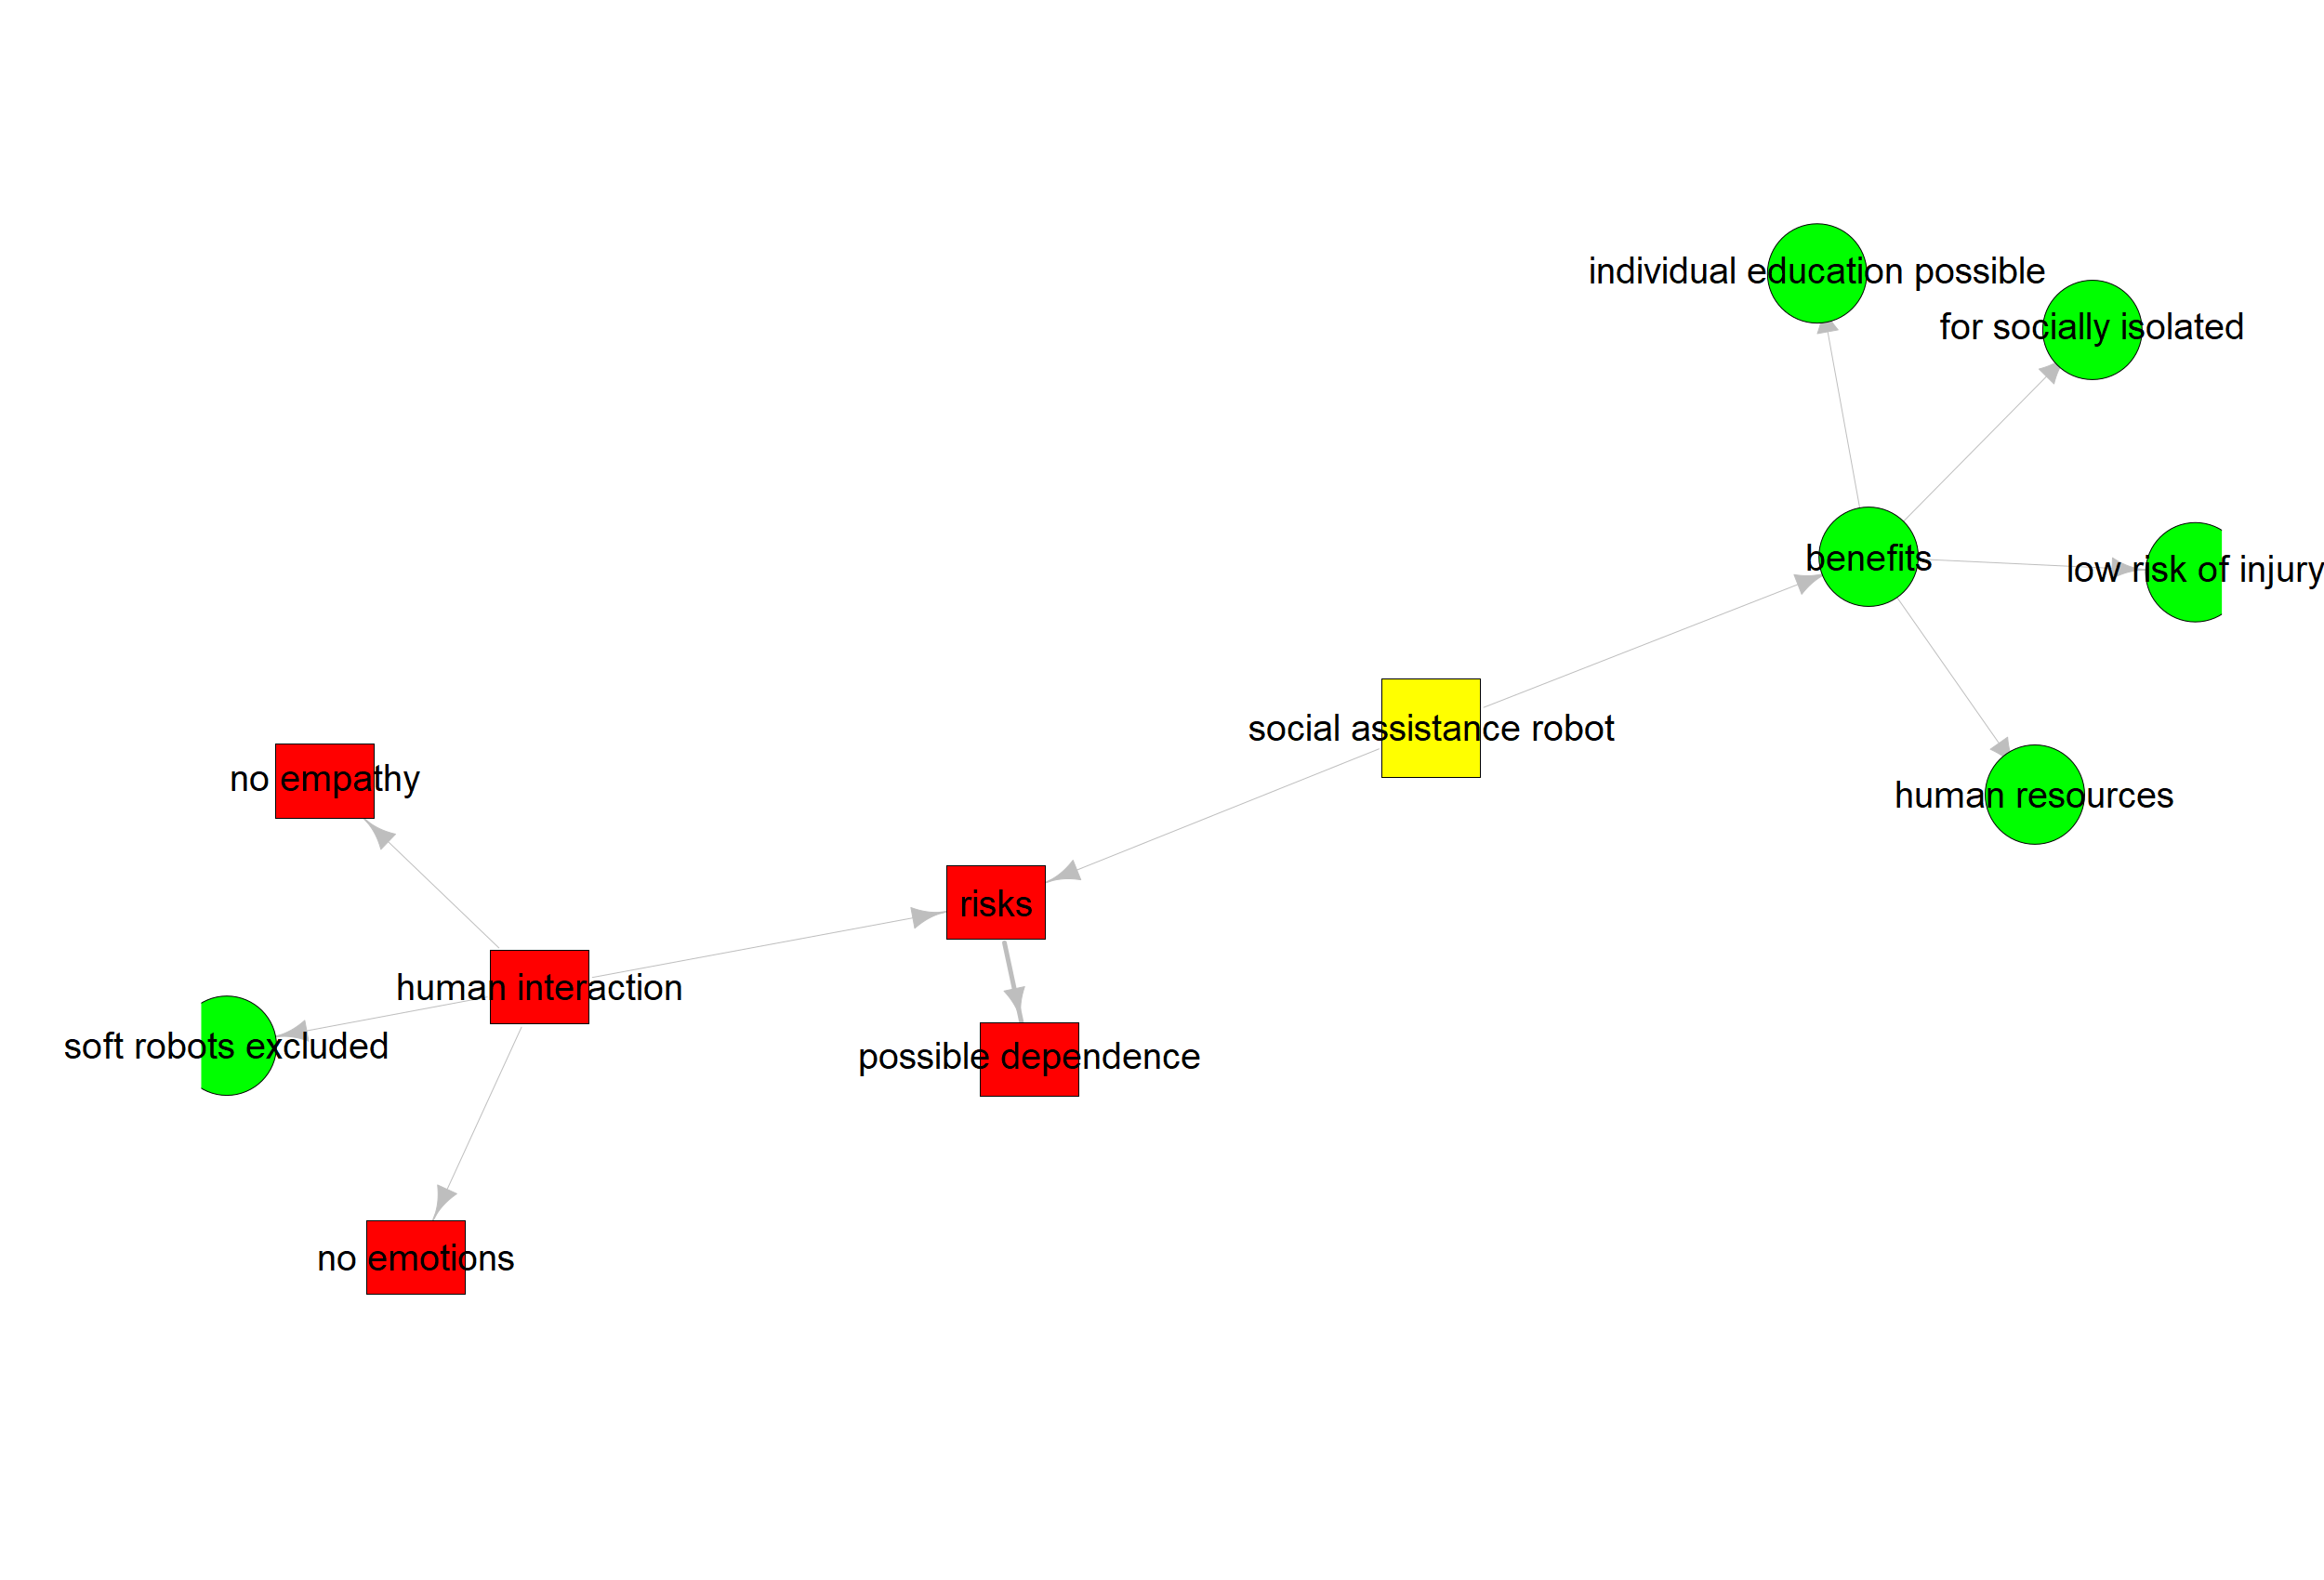 individual education possible
for socially isolated
benefits
low risk of injury
social assistance robot
no empathy
human resources
risks
human interaction
soft robots excluded
possible dependence
no emotions